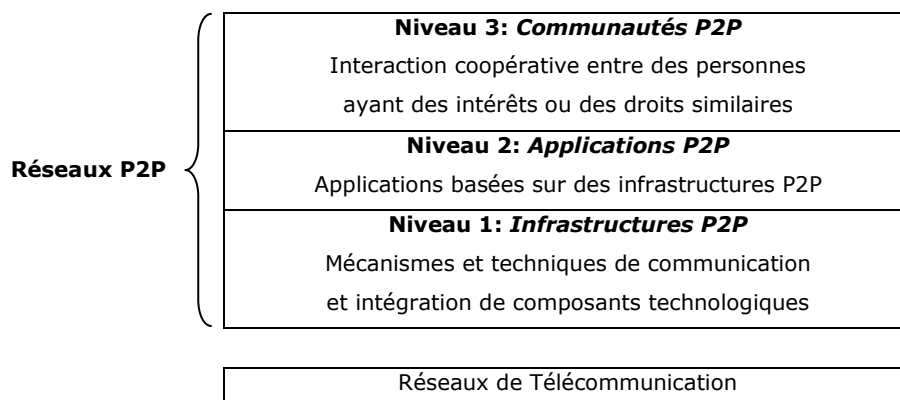 Niveau 3: Communautés P2P
Interaction coopérative entre des personnes
ayant des intérêts ou des droits similaires
Niveau 2: Applications P2P
Réseaux P2P
Applications basées sur des infrastructures P2P
Niveau 1: Infrastructures P2P
Mécanismes et techniques de communication
et intégration de composants technologiques
Réseaux de Télécommunication